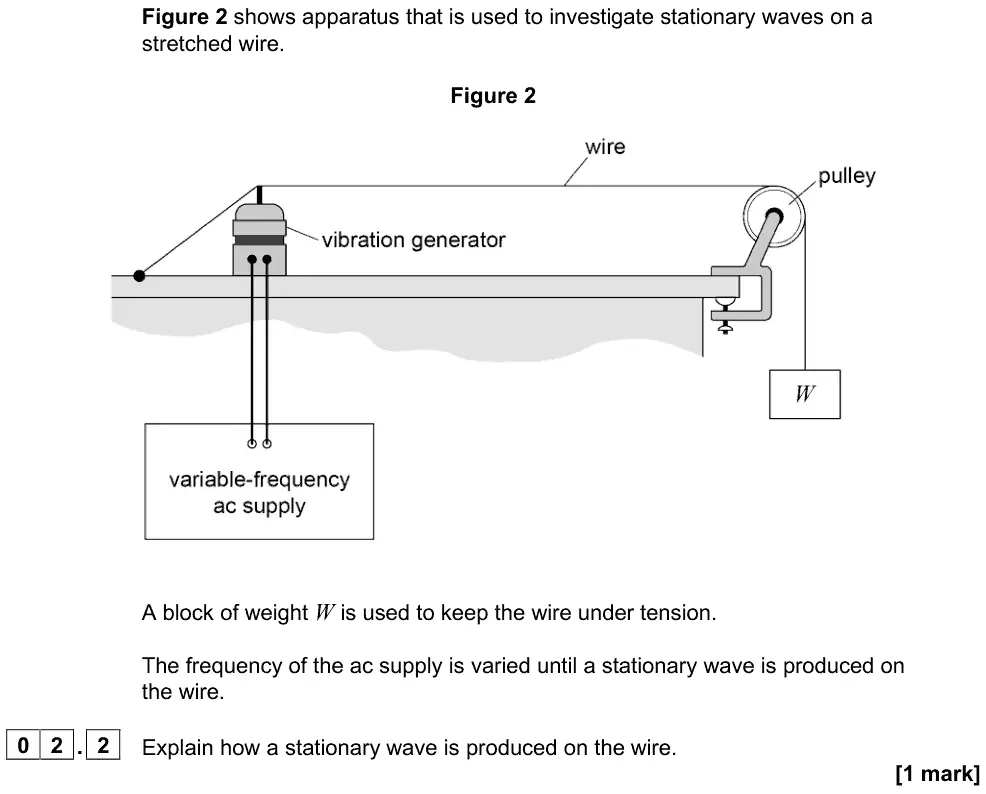 Figure 2 shows apparatus that is used to investigate stationary waves on a
stretched wire.
Figure 2
wire
pulley
vibration generator
W
variable-frequency
ac supply
A block of weight W is used to keep the wire under tension.
The frequency of the ac supply is varied until a stationary wave is produced on
the wire.
0 2 . 2 Explain how a stationary wave is produced on the wire.
[1 mark]